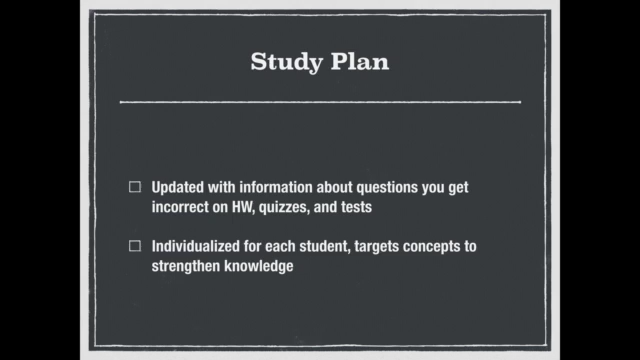 Study Plan
Updated with information about questions you get
incorrect on HW, quizzes, and tests
Individualized for each student, targets concepts to
strengthen knowledge